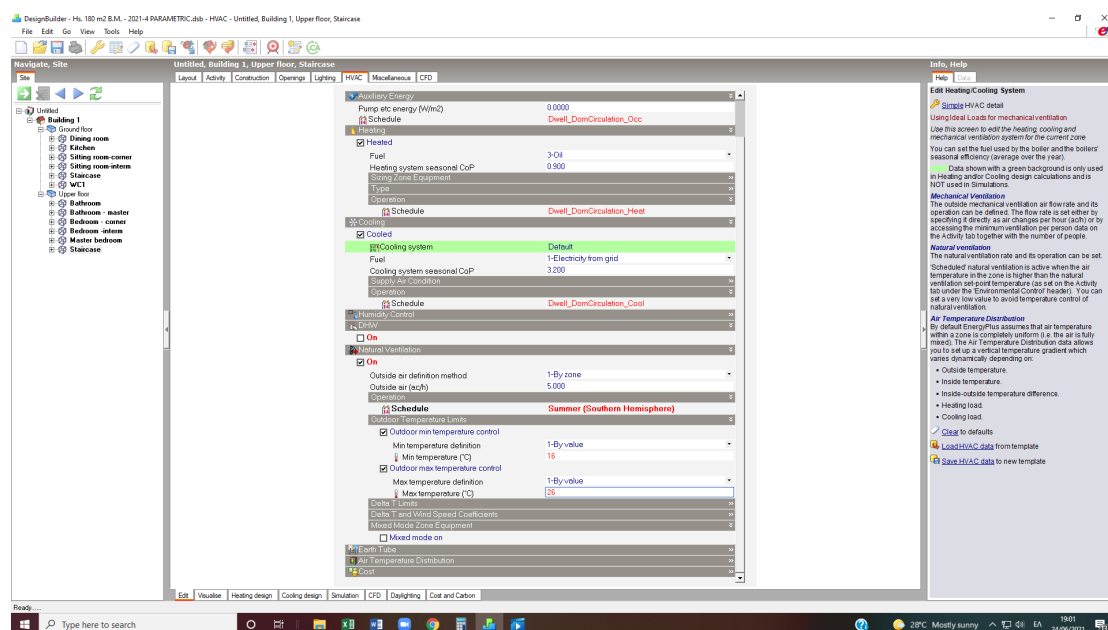 DesignBuilder - Hs. 180 m2 B.M. - 2021-4 PARAMETRIC.dsb - HVAC - Untitled, Building 1, Upper floor, Staircase
File Edit Go View Tools Help
Navigate, Site
Site
Untitled
Building 1
Ground floor
Dining room
Kitchen
Sitting room-corner
Sitting room-interm
Staircase
WC1
Upper floor
Bathroom
Bathroom - master
Bedroom - corner
Bedroom -interm
Master bedroom
Staircase
Untitled, Building 1, Upper floor, Staircase
Layout Activity Construction Openings Lighting HVAC Miscellaneous CFD
Auxiliary Energy
Pump etc energy (W/m2) 0.0000
Schedule Dwell_DomCirculation_Occ
Heating
Heated
Fuel 3-Oil
Heating system seasonal CoP 0.900
Sizing Zone Equipment
Type
Operation
Schedule Dwell_DomCirculation_Heat
Cooling
Cooled
Cooling system Default
Fuel 1-Electricity from grid
Cooling system seasonal CoP 3.200
Supply Air Condition
Operation
Schedule Dwell_DomCirculation_Cool
Humidity Control
DHW
On
Natural Ventilation
On
Outside air definition method 1-By zone
Outside air (ac/h) 5.000
Operation
Schedule Summer (Southern Hemisphere)
Outdoor Temperature Limits
Outdoor min temperature control
Min temperature definition 1-By value
Min temperature (°C) 16
Outdoor max temperature control
Max temperature definition 1-By value
Max temperature (°C) 26
Delta T Limits
Delta T and Wind Speed Coefficients
Mixed Mode Zone Equipment
Mixed mode on
Earth Tube
Air Temperature Distribution
Cost
Edit Visualise Heating design Cooling design Simulation CFD Daylighting Cost and Carbon
Info, Help
Help Data
Edit Heating/Cooling System
Simple HVAC detail
Using Ideal Loads for mechanical ventilation
Use this screen to edit the heating, cooling and
mechanical ventilation system for the current zone
You can set the fuel used by the boiler and the boilers'
seasonal efficiency (average over the year).
Data shown with a green background is only used
in Heating and/or Cooling design calculations and is
NOT used in Simulations.
Mechanical Ventilation
The outside mechanical ventilation air flow rate and its
operation can be defined. The flow rate is set either by
specifying it directly as air changes per hour (ac/h) or by
accessing the minimum ventilation per person data on
the Activity tab together with the number of people.
Natural ventilation
The natural ventilation rate and its operation can be set.
'Scheduled' natural ventilation is active when the air
temperature in the zone is higher than the natural
ventilation set-point temperature (as set on the Activity
tab under the 'Environmental Control' header). You can
set a very low value to avoid temperature control of
natural ventilation.
Air Temperature Distribution
By default EnergyPlus assumes that air temperature
within a zone is completely uniform (i.e. the air is fully
mixed). The Air Temperature Distribution data allows
you to set up a vertical temperature gradient which
varies dynamically depending on:
• Outside temperature.
• Inside temperature.
• Inside-outside temperature difference.
• Heating load.
• Cooling load.
Clear to defaults
Load HVAC data from template
Save HVAC data to new template
Ready.....
Type here to search
28°C Mostly sunny
ΕΛ
19:01
24/06/2021